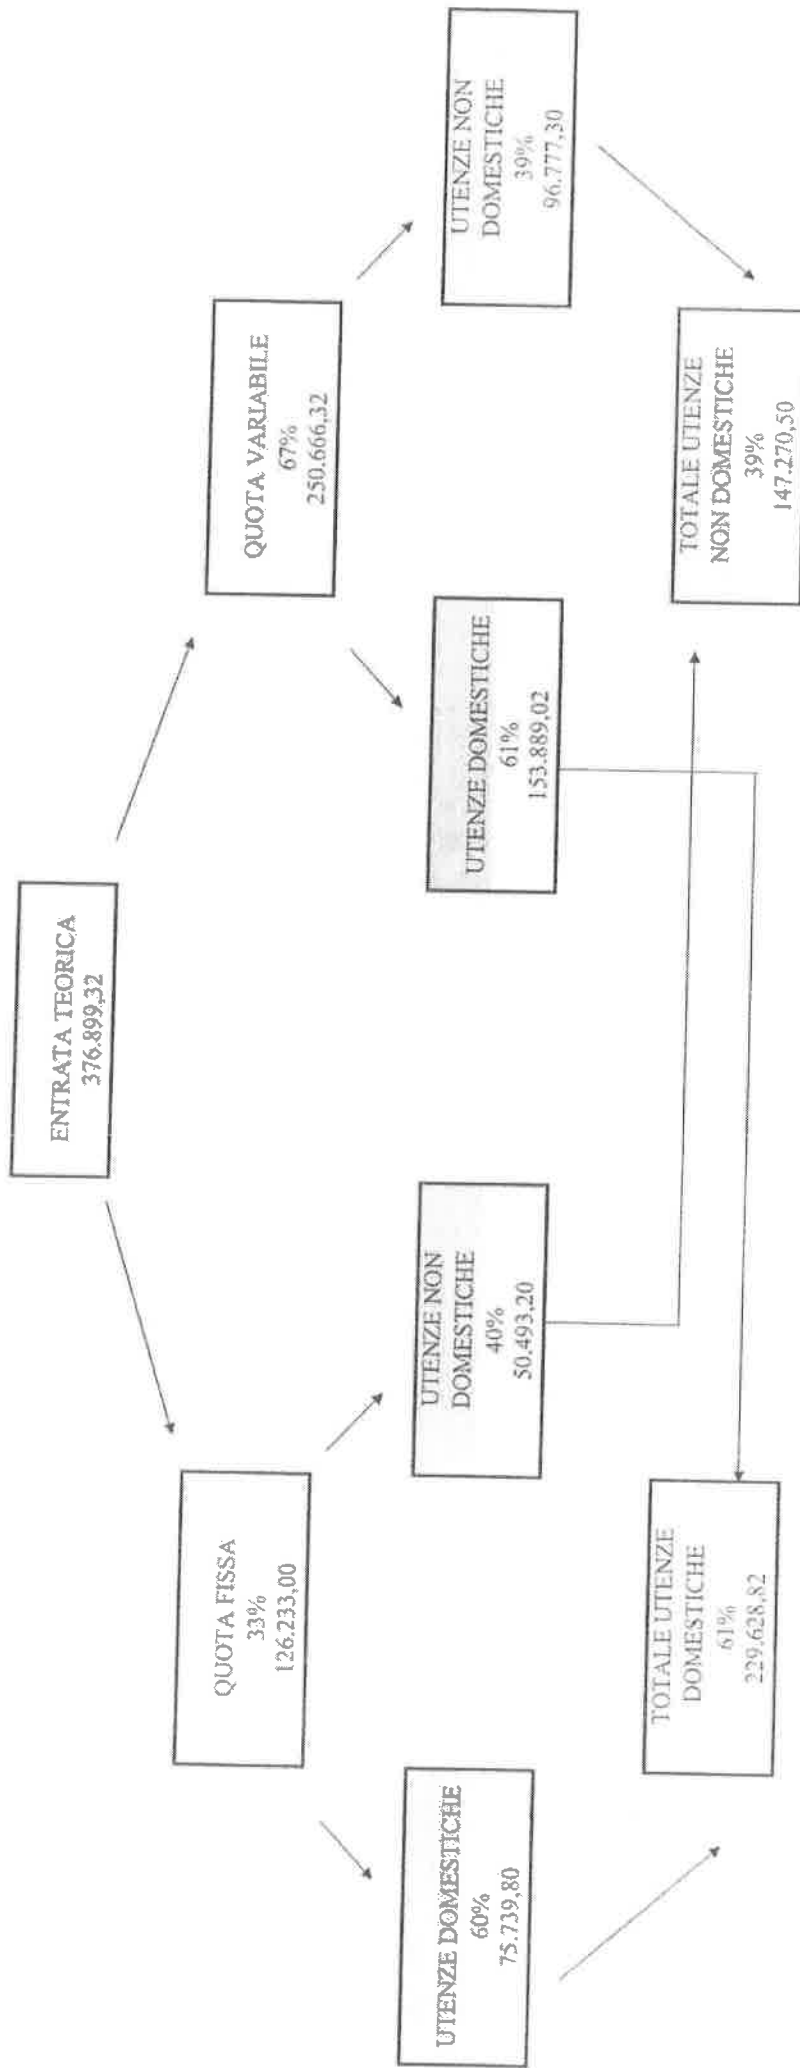 ENTRATA TEORICA
376.899,32
QUOTA FISSA
33%
126.233,00
QUOTA VARIABILE
67%
250.666,32
UTENZE DOMESTICHE
60%
75.739,80
UTENZE NON
DOMESTICHE
40%
50.493,20
UTENZE DOMESTICHE
61%
153.889,02
UTENZE NON
DOMESTICHE
39%
96.777,30
TOTALE UTENZE
DOMESTICHE
61%
229.628,82
TOTALE UTENZE
NON DOMESTICHE
39%
147.270,50